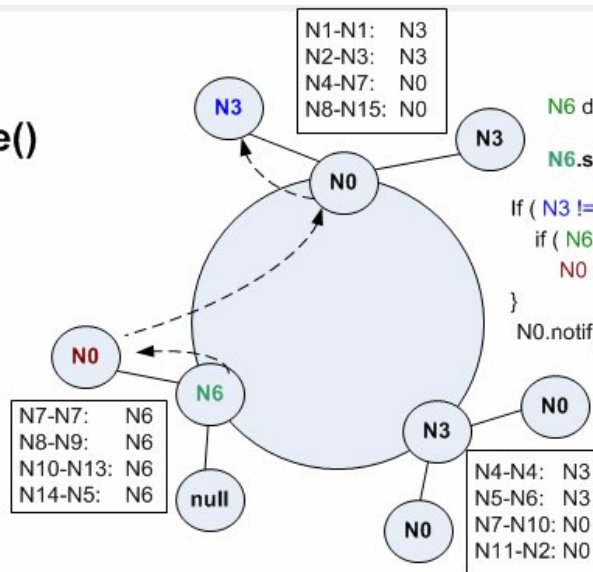 e()
N1-N1: N3
N2-N3: N3
N4-N7: N0
N8-N15: N0
N3
N3
N0
N6 d
N6.s
If ( N3 !=
if ( N6
N0
}
N0.notif
N0
N6
null
N7-N7: N6
N8-N9: N6
N10-N13: N6
N14-N5: N6
N3
N0
N0
N4-N4: N3
N5-N6: N3
N7-N10: N0
N11-N2: N0